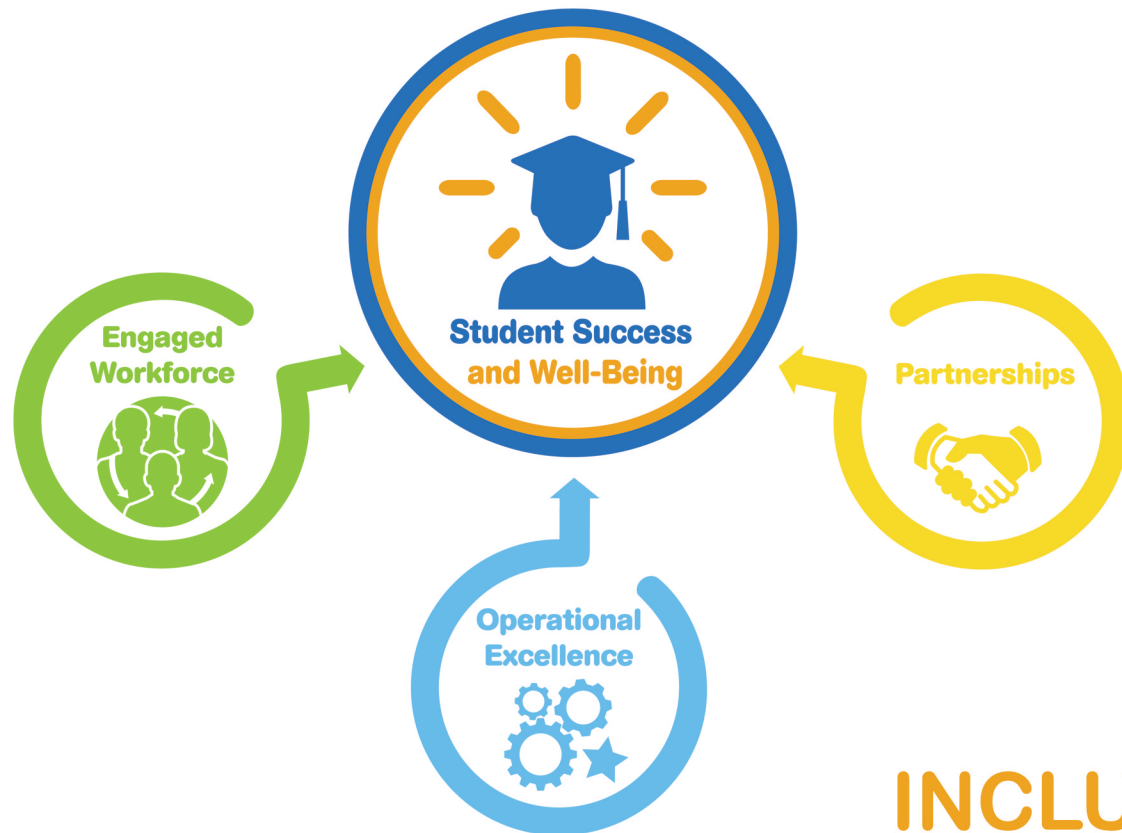 Student Success
and Well-Being
Engaged
Workforce
Partnerships
Operational
Excellence
INCLU